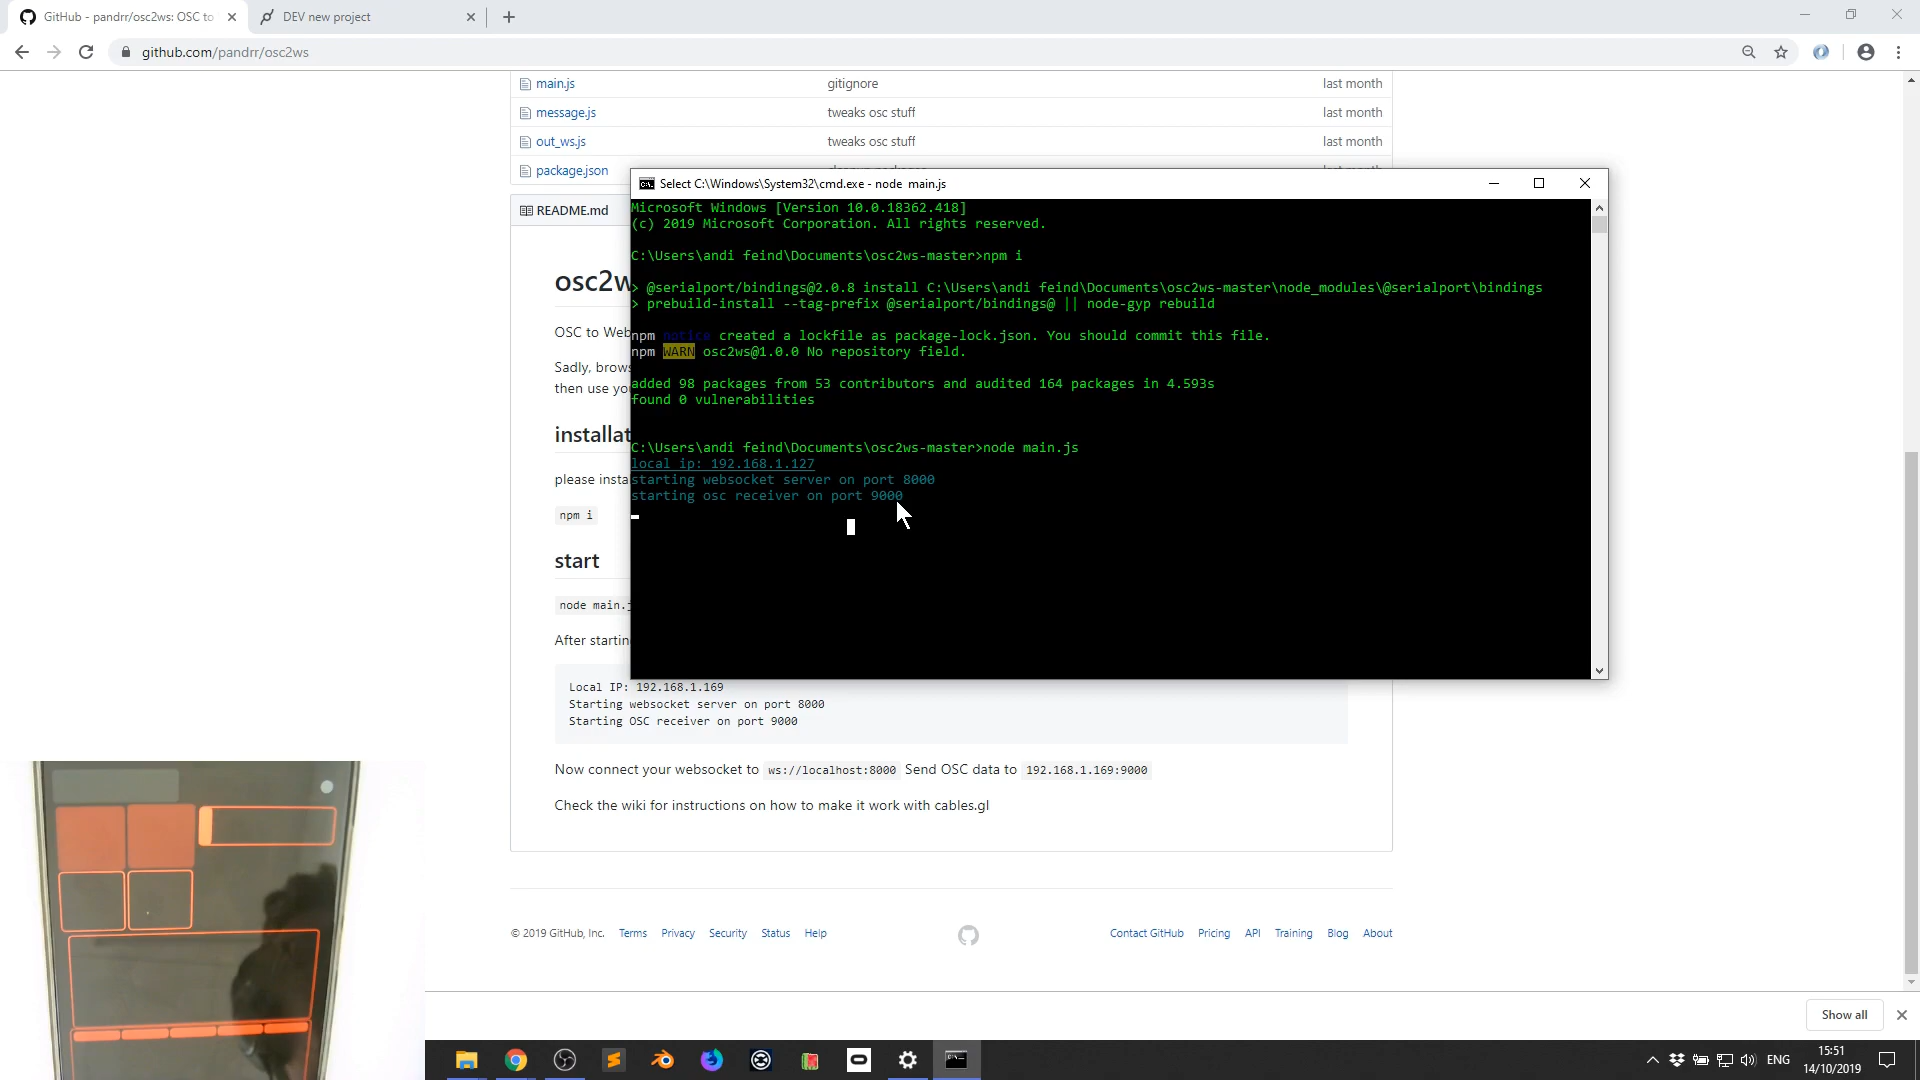 GitHub - pandrr/osc2ws: OSC to
DEV new project
github.com/pandrr/osc2ws
main.js gitignore last month
message.js tweaks osc stuff last month
out_ws.js tweaks osc stuff last month
package.json
README.md
osc2w
OSC to Web
Sadly, brows
then use yo
installat
please insta
npm i
start
node main.j
After startin
Local IP: 192.168.1.169
Starting websocket server on port 8000
Starting OSC receiver on port 9000
Now connect your websocket to ws://localhost:8000 Send OSC data to 192.168.1.169:9000
Check the wiki for instructions on how to make it work with cables.gl
Select C:\Windows\System32\cmd.exe - node main.js
Microsoft Windows [Version 10.0.18362.418]
(c) 2019 Microsoft Corporation. All rights reserved.
C:\Users\andi feind\Documents\osc2ws-master>npm i
> @serialport/bindings@2.0.8 install C:\Users\andi feind\Documents\osc2ws-master\node_modules\@serialport\bindings
> prebuild-install --tag-prefix @serialport/bindings@ || node-gyp rebuild
npm notice created a lockfile as package-lock.json. You should commit this file.
npm WARN osc2ws@1.0.0 No repository field.
added 98 packages from 53 contributors and audited 164 packages in 4.593s
found 0 vulnerabilities
C:\Users\andi feind\Documents\osc2ws-master>node main.js
local ip: 192.168.1.127
starting websocket server on port 8000
starting osc receiver on port 9000
© 2019 GitHub, Inc. Terms Privacy Security Status Help
Contact GitHub Pricing API Training Blog About
Show all
ENG
15:51
14/10/2019